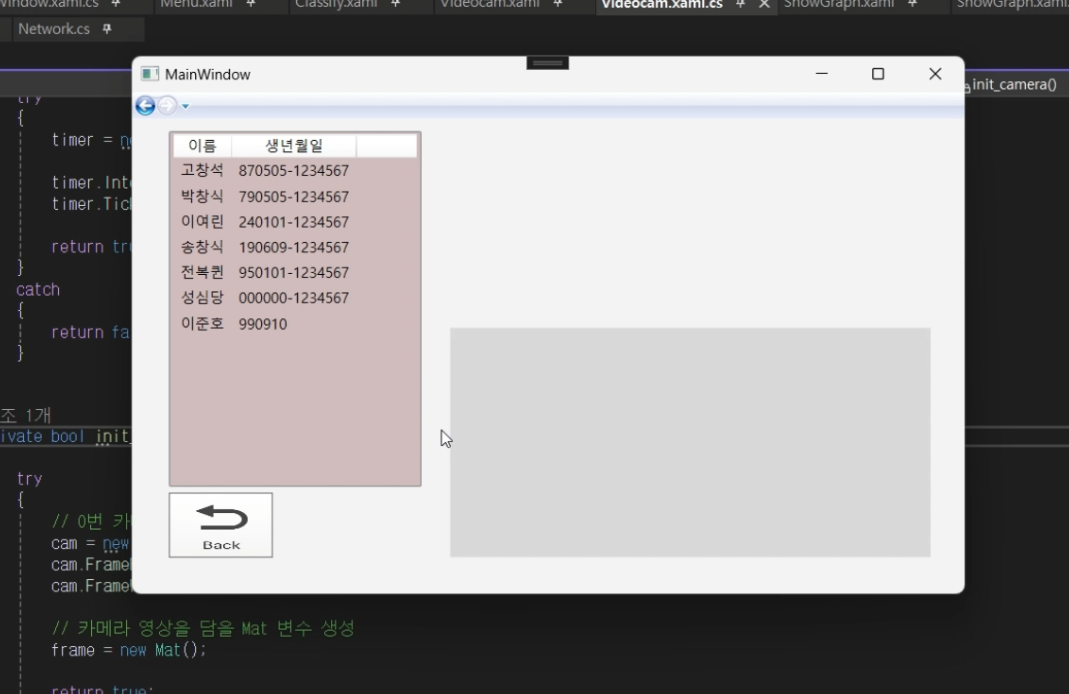 Window.xaml.cs Menu.xaml Classify.xaml Videocam.xaml Videocam.xaml.cs ShowGraph.xaml ShowGraph.xaml
Network.cs
MainWindow
init_camera()
try
{
timer =
timer.Int
timer.Tick
return tr
}
catch
{
return fa
}
조 1개
ivate bool init_
try
{
// 0번 카
cam = new
cam.Frame
cam.Frame
// 카메라 영상을 담을 Mat 변수 생성
frame = new Mat();
return true;
이름 생년월일
고창석 870505-1234567
박창식 790505-1234567
이여린 240101-1234567
송창식 190609-1234567
전복퀸 950101-1234567
성심당 000000-1234567
이준호 990910
Back